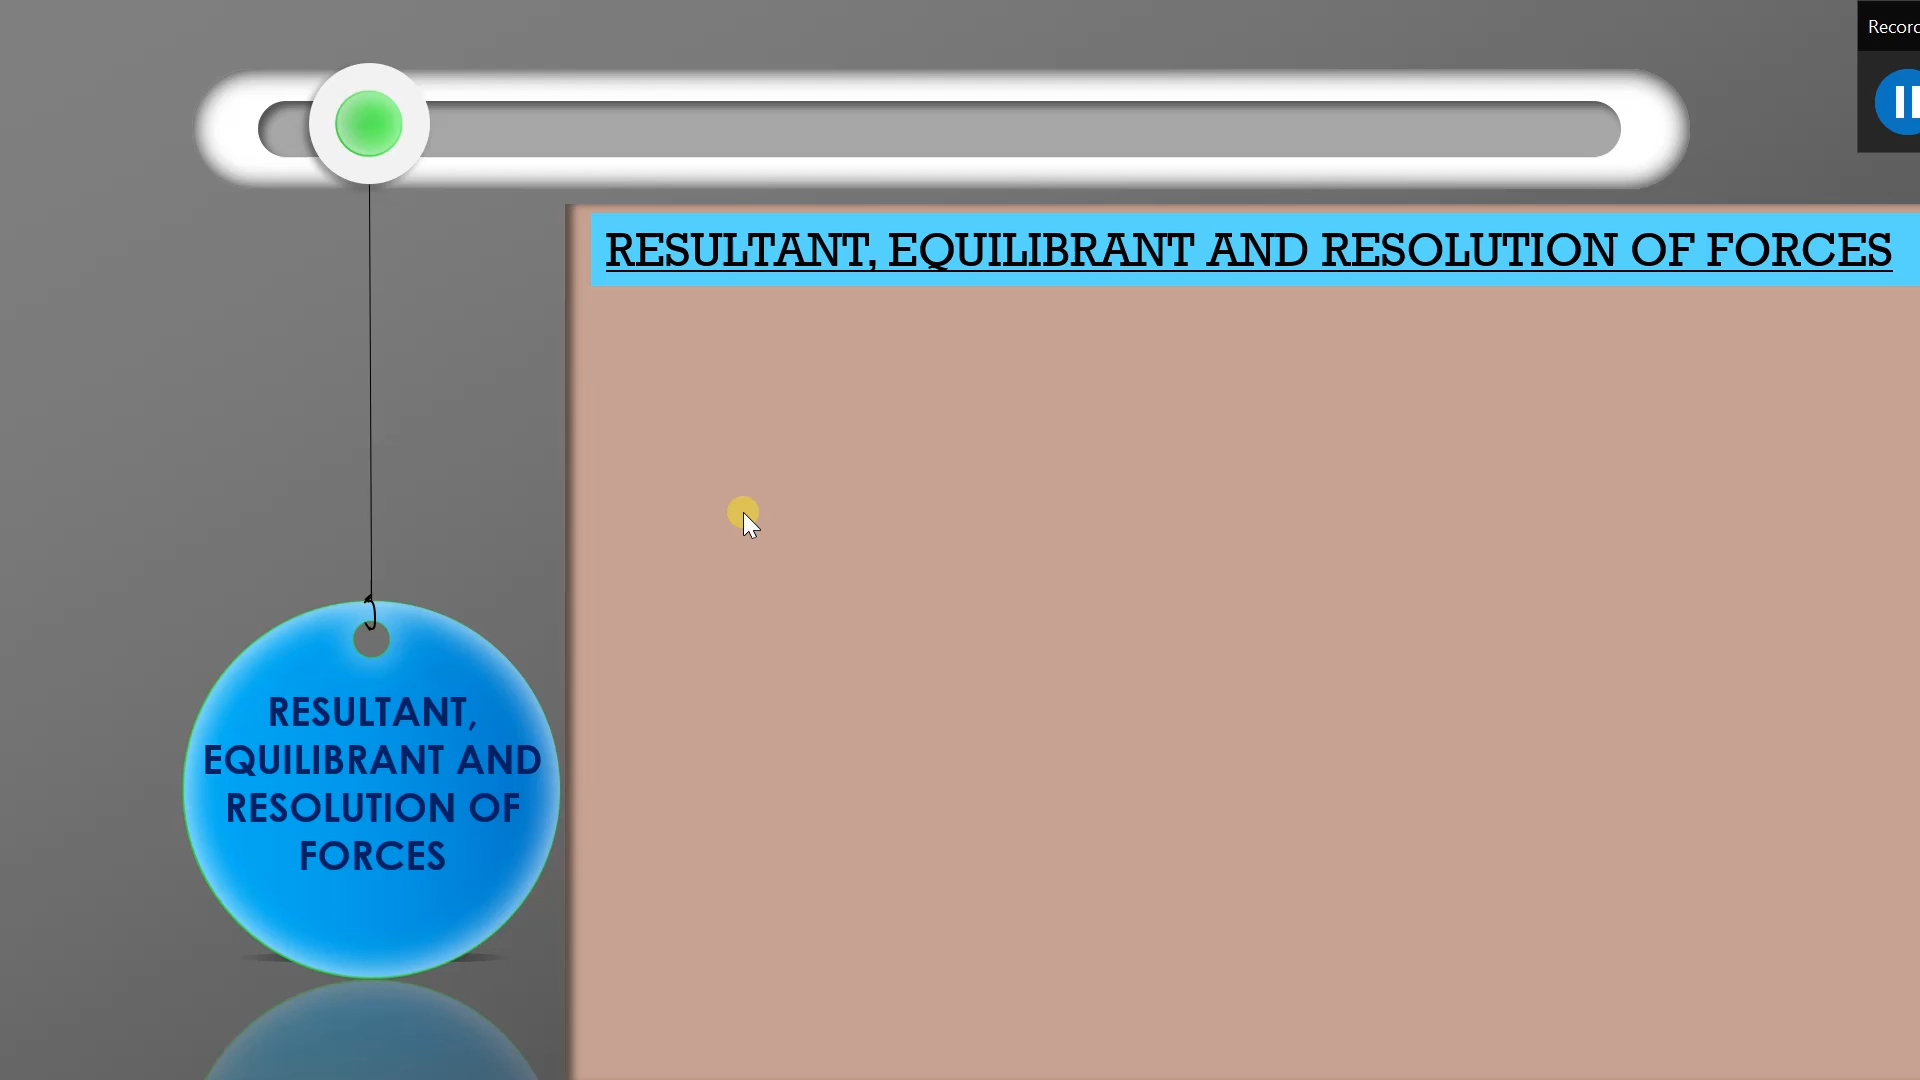 Record
RESULTANT, EQUILIBRANT AND RESOLUTION OF FORCES
RESULTANT,
EQUILIBRANT AND
RESOLUTION OF
FORCES